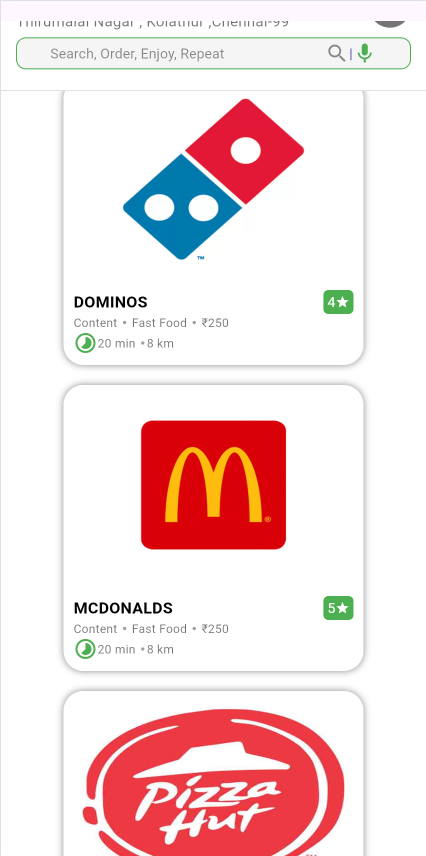 Thirumalai Nagar , Kolathur ,Chennai-99
Search, Order, Enjoy, Repeat
™
DOMINOS
4★
Content • Fast Food • ₹250
20 min •8 km
®
MCDONALDS
5★
Content • Fast Food • ₹250
20 min •8 km
Pizza
Hut